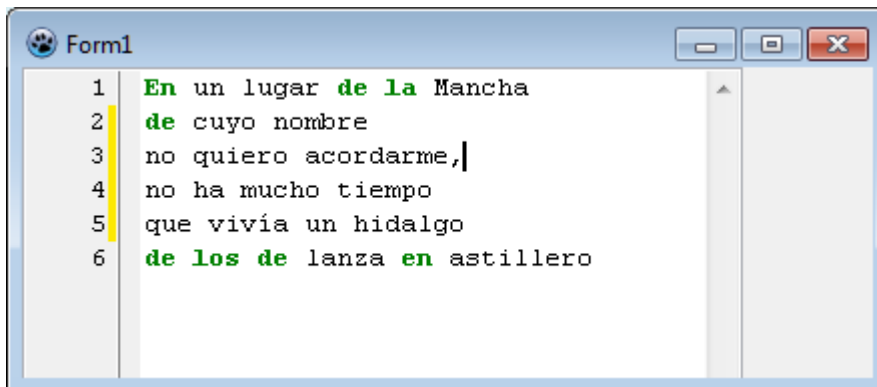 Form1
1 En un lugar de la Mancha
2 de cuyo nombre
3 no quiero acordarme,
4 no ha mucho tiempo
5 que vivía un hidalgo
6 de los de lanza en astillero